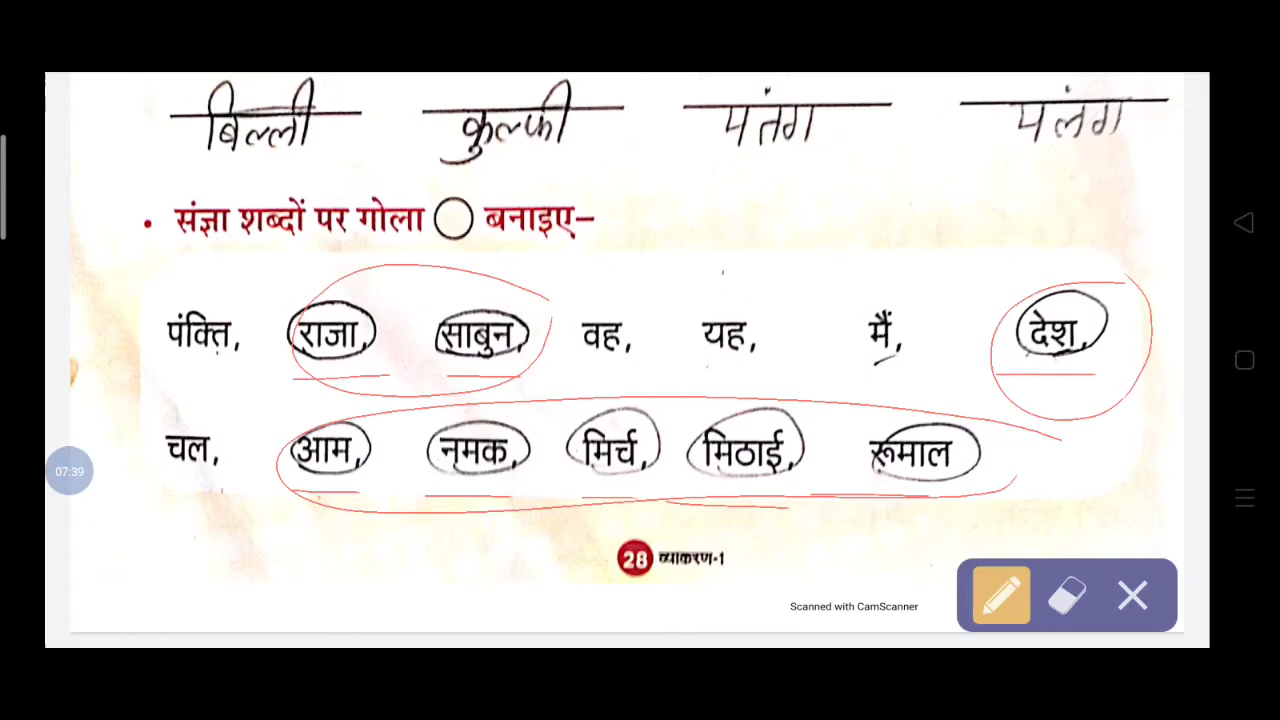 बिल्ली कुल्फी पतंग पलंग
• संज्ञा शब्दों पर गोला ◯ बनाइए–
पंक्ति, राजा, साबुन, वह, यह, मैं, देश,
चल, आम, नमक, मिर्च, मिठाई, रूमाल
28 व्याकरण-1
Scanned with CamScanner
07:39